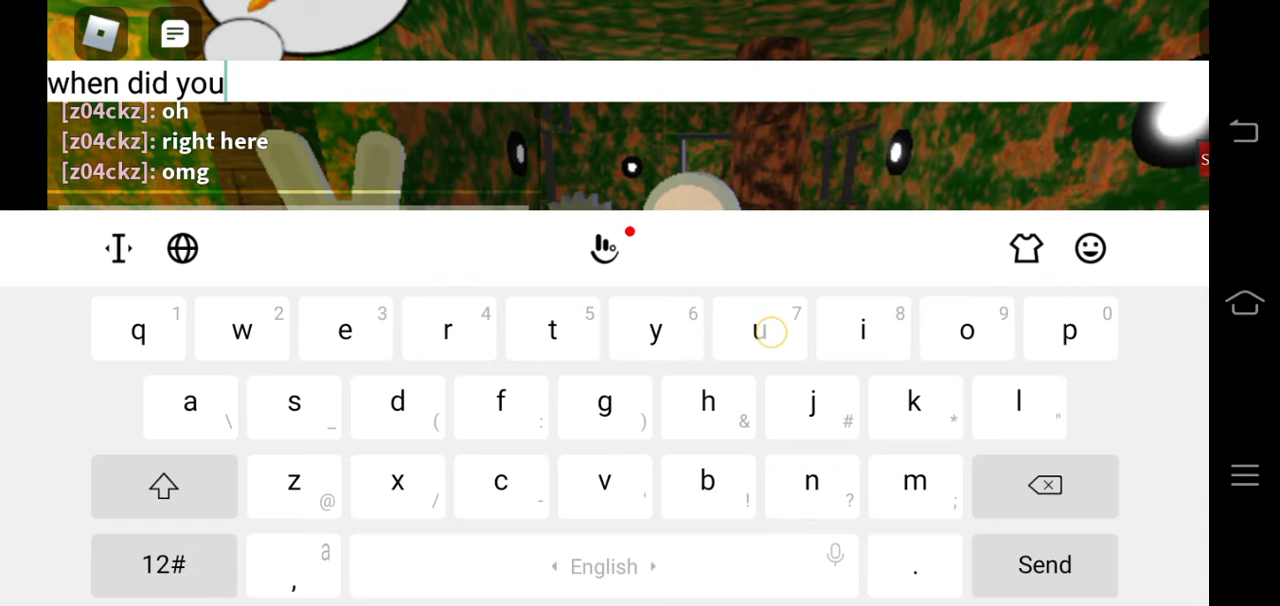 when did you
[z04ckz]: oh
[z04ckz]: right here
[z04ckz]: omg
S
q 1 w 2 e 3 r 4 t 5 y 6 u 7 i 8 o 9 p 0
a \ s _ d ( f : g ) h & j # k * l "
z @ x / c - v ' b ! n ? m ;
12# , a English . Send